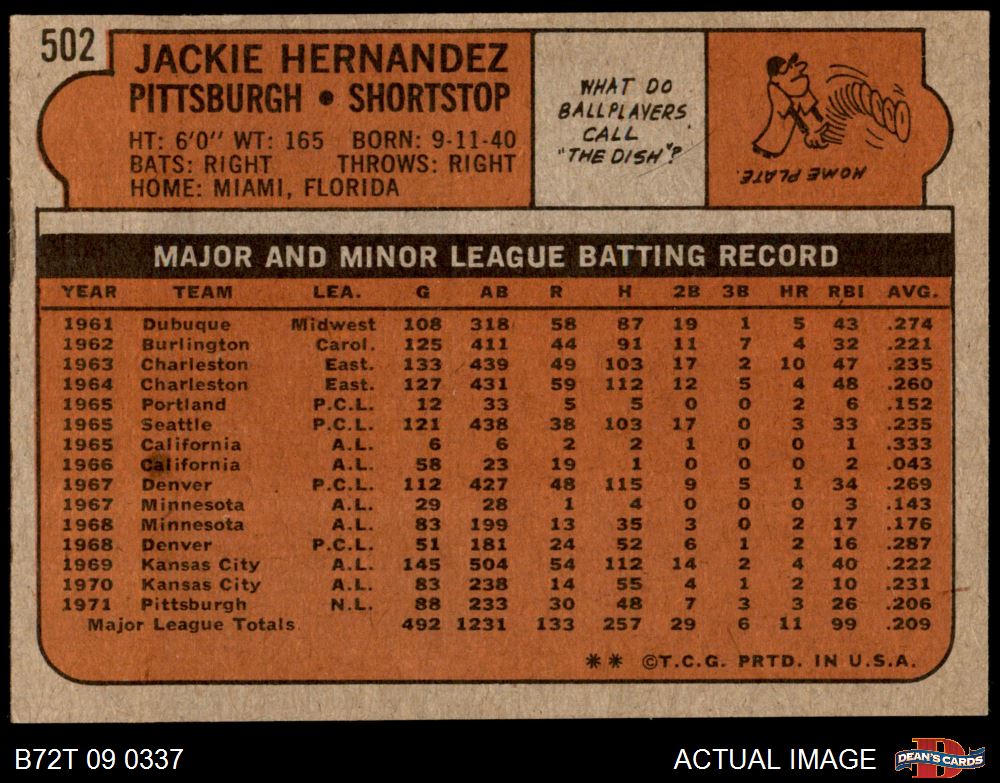 502
JACKIE HERNANDEZ
PITTSBURGH • SHORTSTOP
HT: 6'0" WT: 165 BORN: 9-11-40
BATS: RIGHT THROWS: RIGHT
HOME: MIAMI, FLORIDA
WHAT DO
BALLPLAYERS
CALL
"THE DISH"?
HOME PLATE.
MAJOR AND MINOR LEAGUE BATTING RECORD
YEAR TEAM LEA. G AB R H 2B 3B HR RBI AVG.
1961 Dubuque Midwest 108 318 58 87 19 1 5 43 .274
1962 Burlington Carol. 125 411 44 91 11 7 4 32 .221
1963 Charleston East. 133 439 49 103 17 2 10 47 .235
1964 Charleston East. 127 431 59 112 12 5 4 48 .260
1965 Portland P.C.L. 12 33 5 5 0 0 2 6 .152
1965 Seattle P.C.L. 121 438 38 103 17 0 3 33 .235
1965 California A.L. 6 6 2 2 1 0 0 1 .333
1966 California A.L. 58 23 19 1 0 0 0 2 .043
1967 Denver P.C.L. 112 427 48 115 9 5 1 34 .269
1967 Minnesota A.L. 29 28 1 4 0 0 0 3 .143
1968 Minnesota A.L. 83 199 13 35 3 0 2 17 .176
1968 Denver P.C.L. 51 181 24 52 6 1 2 16 .287
1969 Kansas City A.L. 145 504 54 112 14 2 4 40 .222
1970 Kansas City A.L. 83 238 14 55 4 1 2 10 .231
1971 Pittsburgh N.L. 88 233 30 48 7 3 3 26 .206
Major League Totals 492 1231 133 257 29 6 11 99 .209
** ©T.C.G. PRTD. IN U.S.A.
B72T 09 0337
ACTUAL IMAGE
D
DEAN'S CARDS